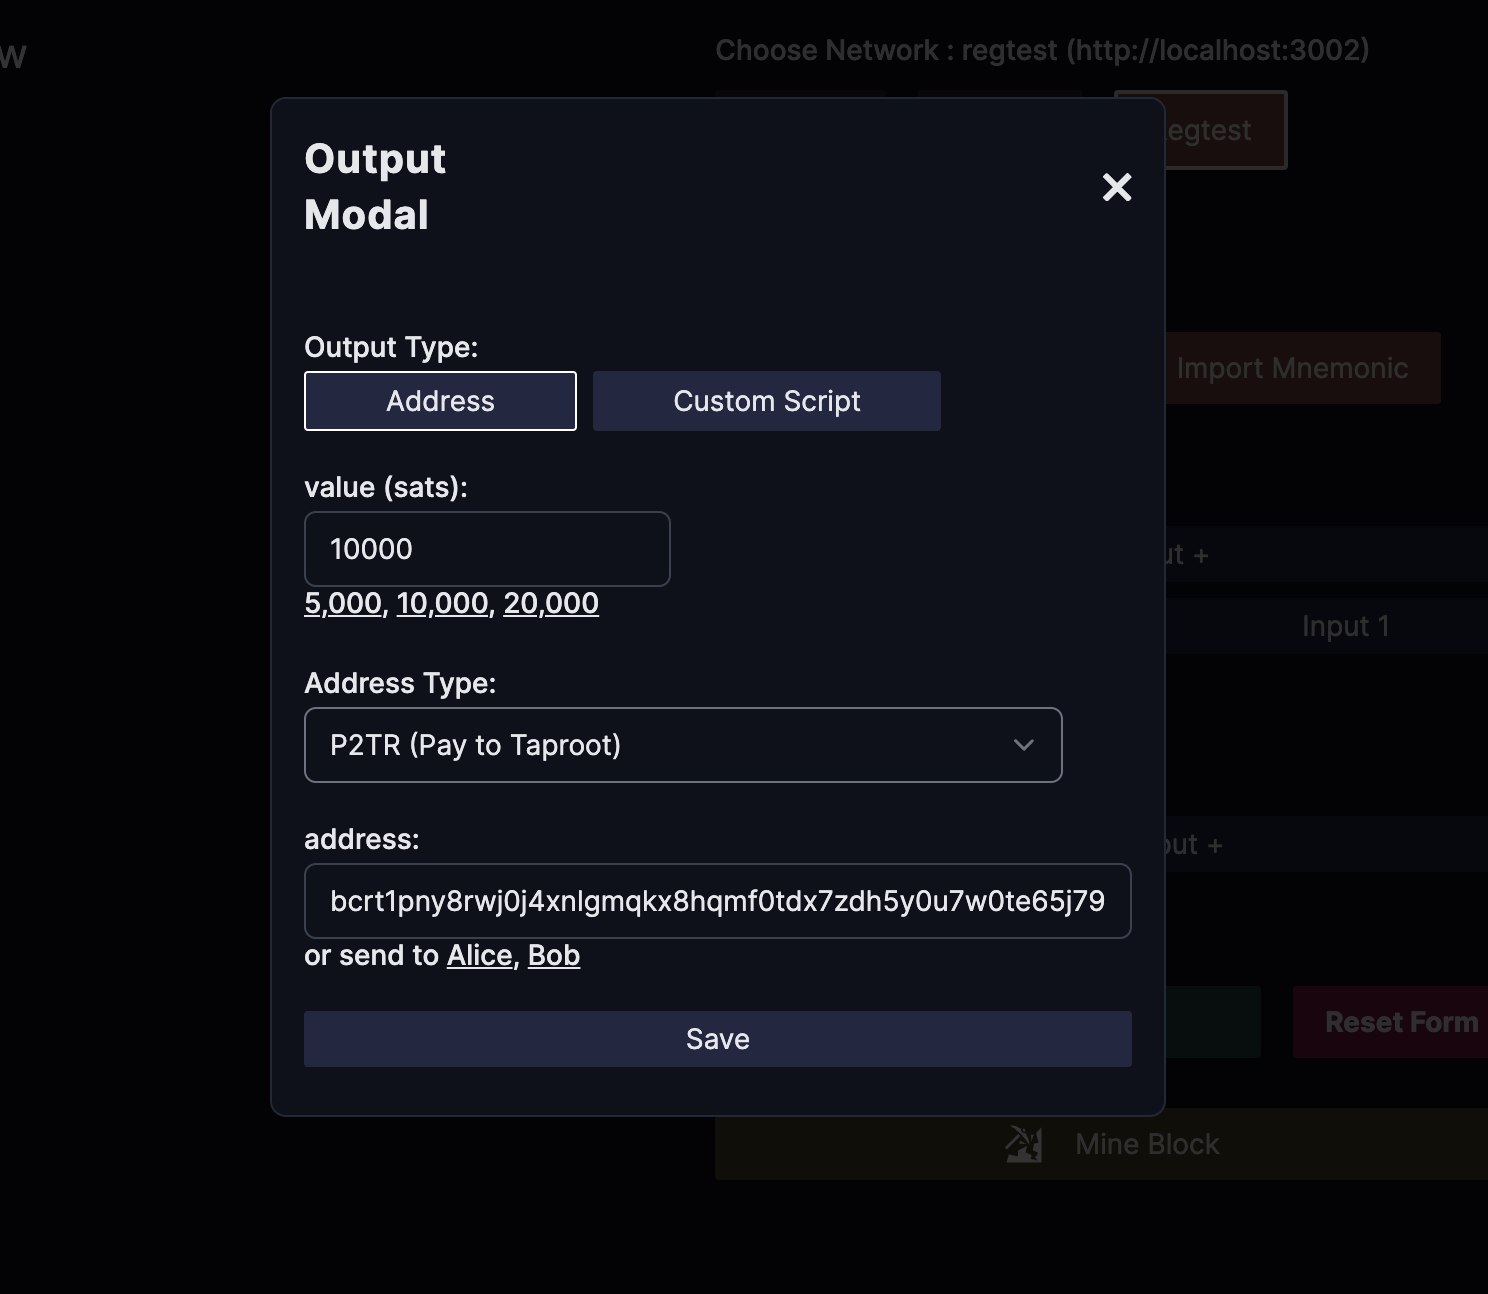 w
Choose Network : regtest (http://localhost:3002)
egtest
Output
Modal
Output Type:
Address
Custom Script
Import Mnemonic
value (sats):
10000
5,000, 10,000, 20,000
ut +
Input 1
Address Type:
P2TR (Pay to Taproot)
address:
put +
bcrt1pny8rwj0j4xnlgmqkx8hqmf0tdx7zdh5y0u7w0te65j79
or send to Alice, Bob
Save
Reset Form
Mine Block